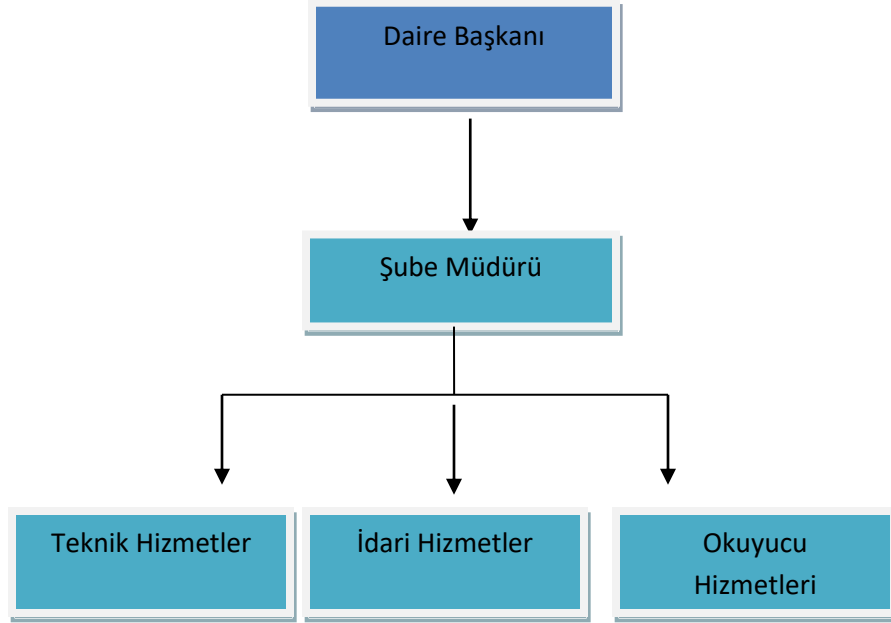 Daire Başkanı
Şube Müdürü
Teknik Hizmetler
İdari Hizmetler
Okuyucu
Hizmetleri